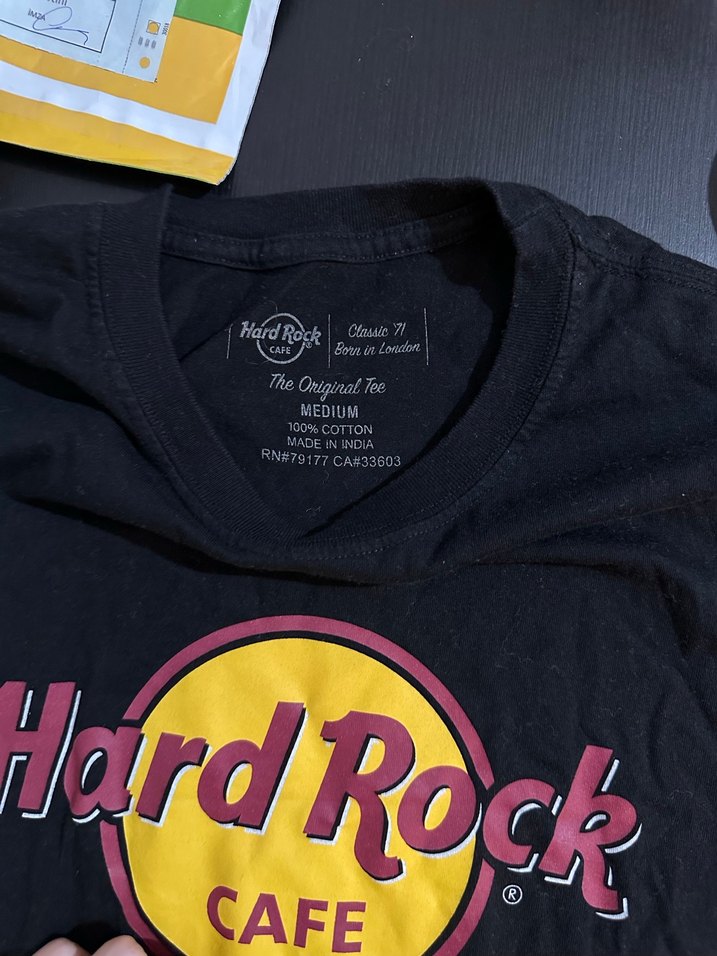 Hard Rock
CAFE
Classic '71
Born in London
The Original Tee
MEDIUM
100% COTTON
MADE IN INDIA
RN#79177 CA#33603
Hard Rock
CAFE
®